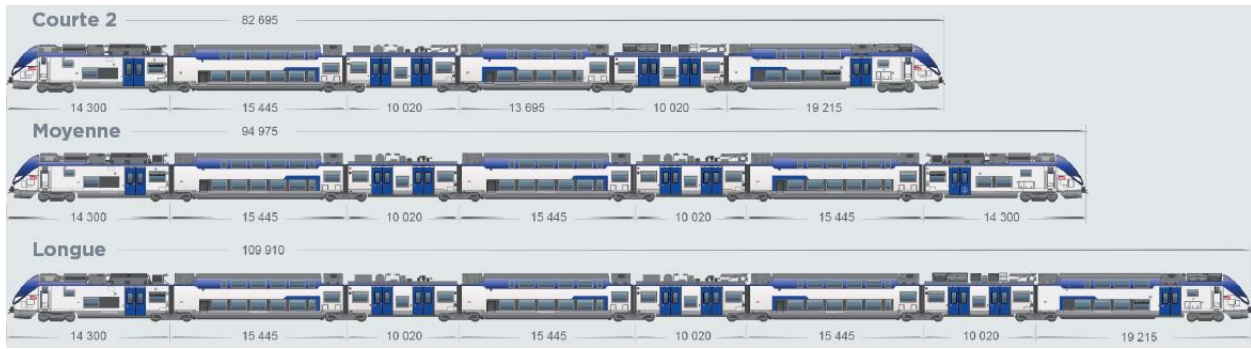 Courte 2 82 695
14 300 15 445 10 020 13 695 10 020 19 215
Moyenne 94 975
14 300 15 445 10 020 15 445 10 020 15 445 14 300
Longue 109 910
14 300 15 445 10 020 15 445 10 020 15 445 10 020 19 215